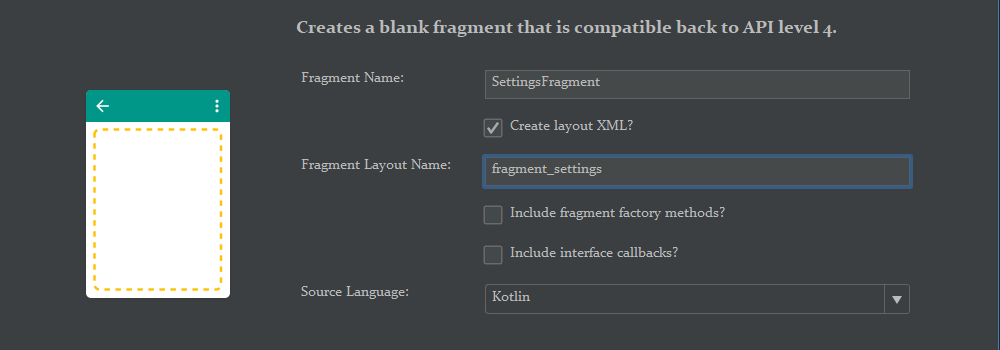 Creates a blank fragment that is compatible back to API level 4.
Fragment Name:
SettingsFragment
Create layout XML?
Fragment Layout Name:
fragment_settings
Include fragment factory methods?
Include interface callbacks?
Source Language:
Kotlin